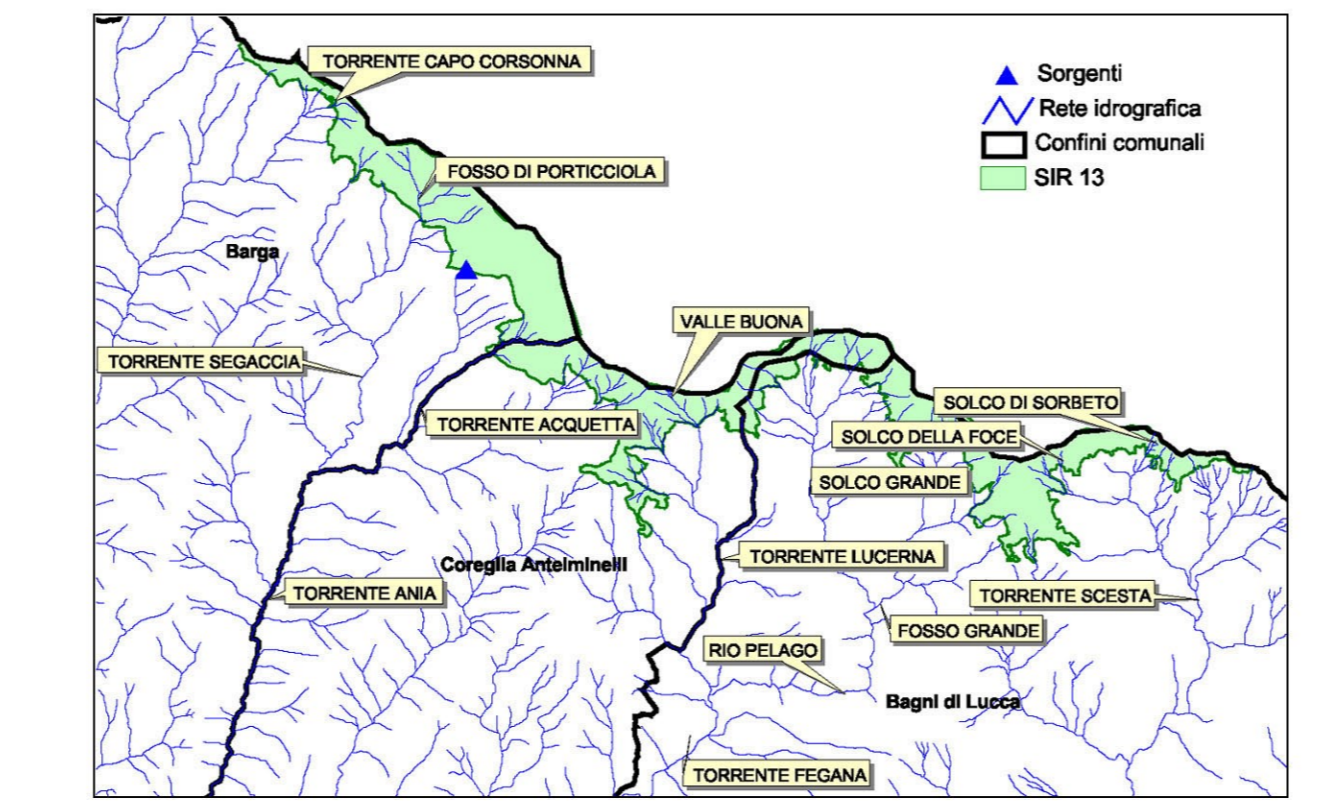 TORRENTE CAPO CORSONNA
Sorgenti
Rete idrografica
Confini comunali
SIR 13
FOSSO DI PORTICCIOLA
Barga
VALLE BUONA
TORRENTE SEGACCIA
SOLCO DI SORBETO
TORRENTE ACQUETTA
SOLCO DELLA FOCE
SOLCO GRANDE
TORRENTE LUCERNA
Coreglia Antelminelli
TORRENTE ANIA
TORRENTE SCESTA
FOSSO GRANDE
RIO PELAGO
Bagni di Lucca
TORRENTE FEGANA